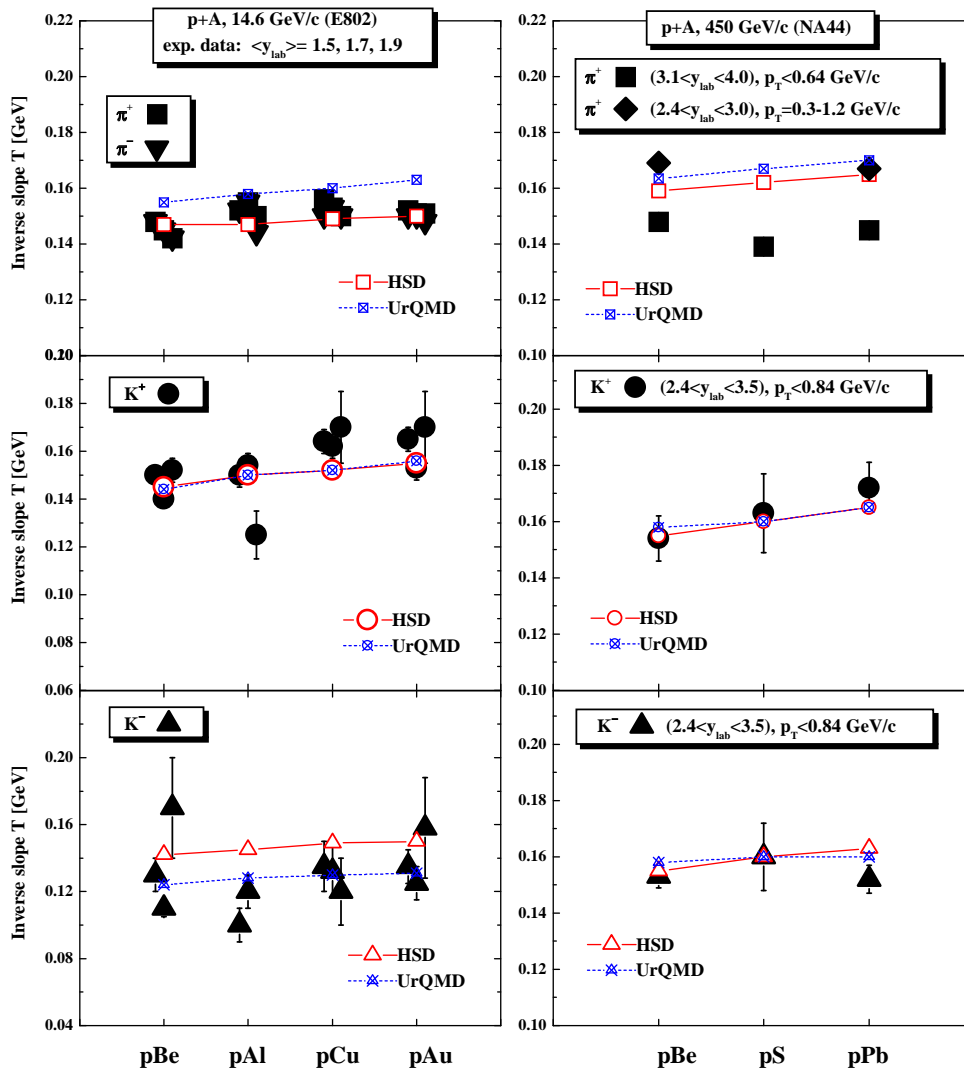 p+A, 14.6 GeV/c (E802)
exp. data: <y_lab>= 1.5, 1.7, 1.9
π⁺
π⁻
HSD
UrQMD
Inverse slope T [GeV]
0.22
0.20
0.18
0.16
0.14
0.12
0.20
p+A, 450 GeV/c (NA44)
π⁺ (3.1<y_lab<4.0), p_T<0.64 GeV/c
π⁺ (2.4<y_lab<3.0), p_T=0.3-1.2 GeV/c
HSD
UrQMD
0.22
0.20
0.18
0.16
0.14
0.12
0.10
K⁺
HSD
UrQMD
Inverse slope T [GeV]
0.18
0.16
0.14
0.12
0.10
0.08
0.06
K⁺ (2.4<y_lab<3.5), p_T<0.84 GeV/c
HSD
UrQMD
0.20
0.18
0.16
0.14
0.12
0.10
K⁻
HSD
UrQMD
Inverse slope T [GeV]
0.20
0.16
0.12
0.08
0.04
pBe pAl pCu pAu
K⁻ (2.4<y_lab<3.5), p_T<0.84 GeV/c
HSD
UrQMD
0.20
0.18
0.16
0.14
0.12
0.10
pBe pS pPb